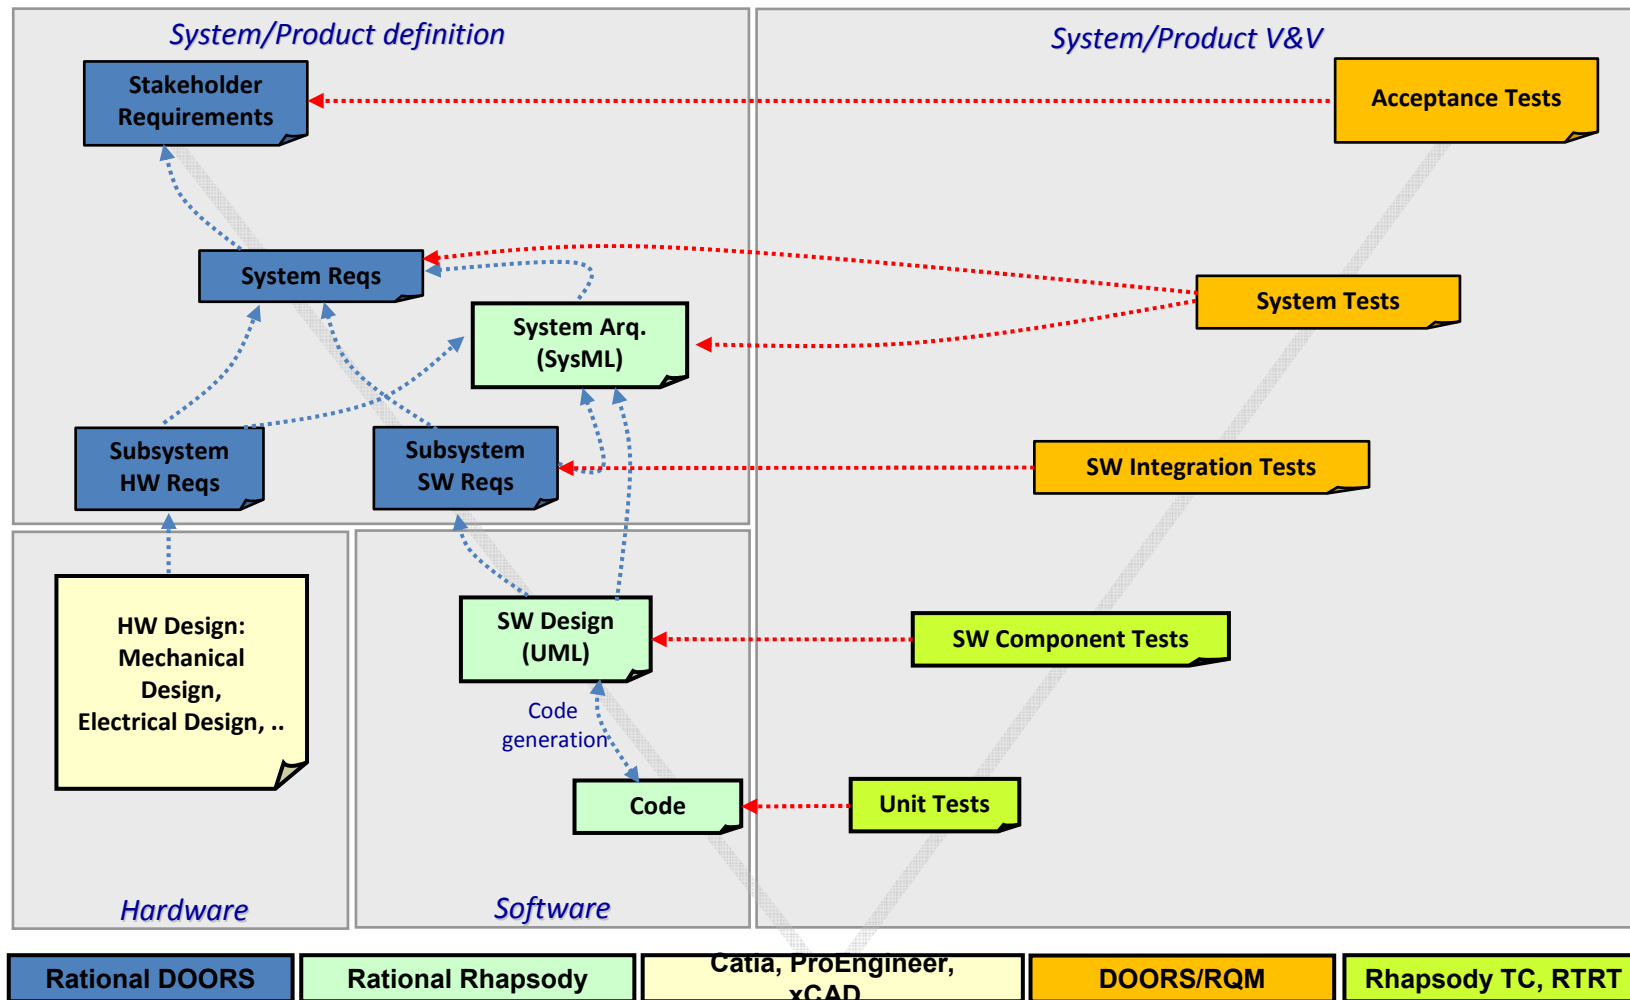 System/Product definition
System/Product V&V
Stakeholder
Requirements
Acceptance Tests
System Reqs
System Tests
System Arq.
(SysML)
Subsystem
HW Reqs
Subsystem
SW Reqs
SW Integration Tests
HW Design:
Mechanical
Design,
Electrical Design, ..
SW Design
(UML)
SW Component Tests
Code
generation
Code
Unit Tests
Hardware
Software
Rational DOORS
Rational Rhapsody
Catia, ProEngineer,
xCAD
DOORS/RQM
Rhapsody TC, RTRT